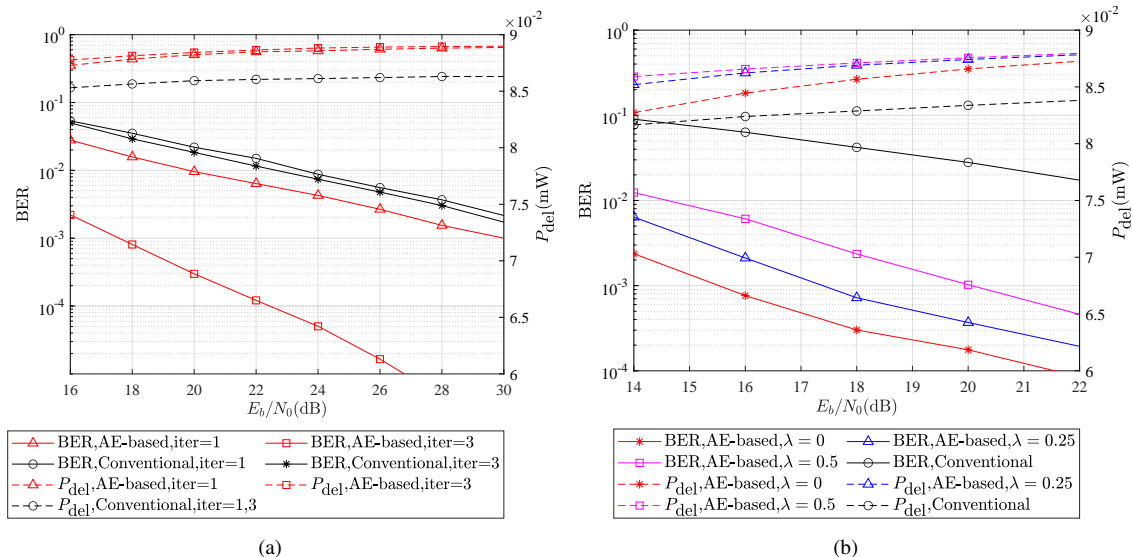 ×10⁻²
10⁰
10⁻¹
10⁻²
10⁻³
10⁻⁴
BER
9
8.5
8
7.5
7
6.5
6
P_del(mW)
16 18 20 22 24 26 28 30
E_b/N_0(dB)
BER,AE-based,iter=1 BER,AE-based,iter=3
BER,Conventional,iter=1 BER,Conventional,iter=3
P_del,AE-based,iter=1 P_del,AE-based,iter=3
P_del,Conventional,iter=1,3
(a)
×10⁻²
10⁰
10⁻¹
10⁻²
10⁻³
10⁻⁴
BER
9
8.5
8
7.5
7
6.5
6
P_del(mW)
14 15 16 17 18 19 20 21 22
E_b/N_0(dB)
BER,AE-based,λ = 0 BER,AE-based,λ = 0.25
BER,AE-based,λ = 0.5 BER,Conventional
P_del,AE-based,λ = 0 P_del,AE-based,λ = 0.25
P_del,AE-based,λ = 0.5 P_del,Conventional
(b)